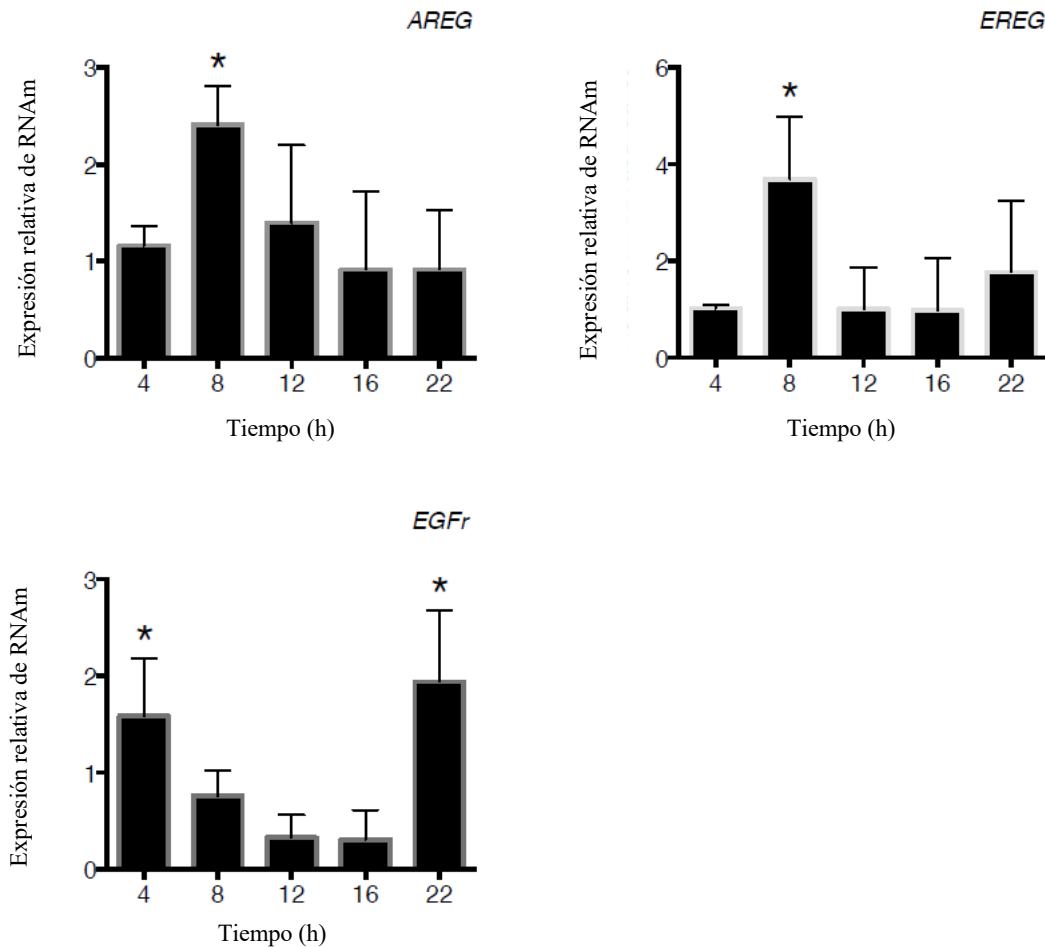 AREG
Expresión relativa de RNAm
3
2
1
0
*
4 8 12 16 22
Tiempo (h)
EREG
Expresión relativa de RNAm
6
4
2
0
*
4 8 12 16 22
Tiempo (h)
EGFr
Expresión relativa de RNAm
3
2
1
0
*
*
4 8 12 16 22
Tiempo (h)